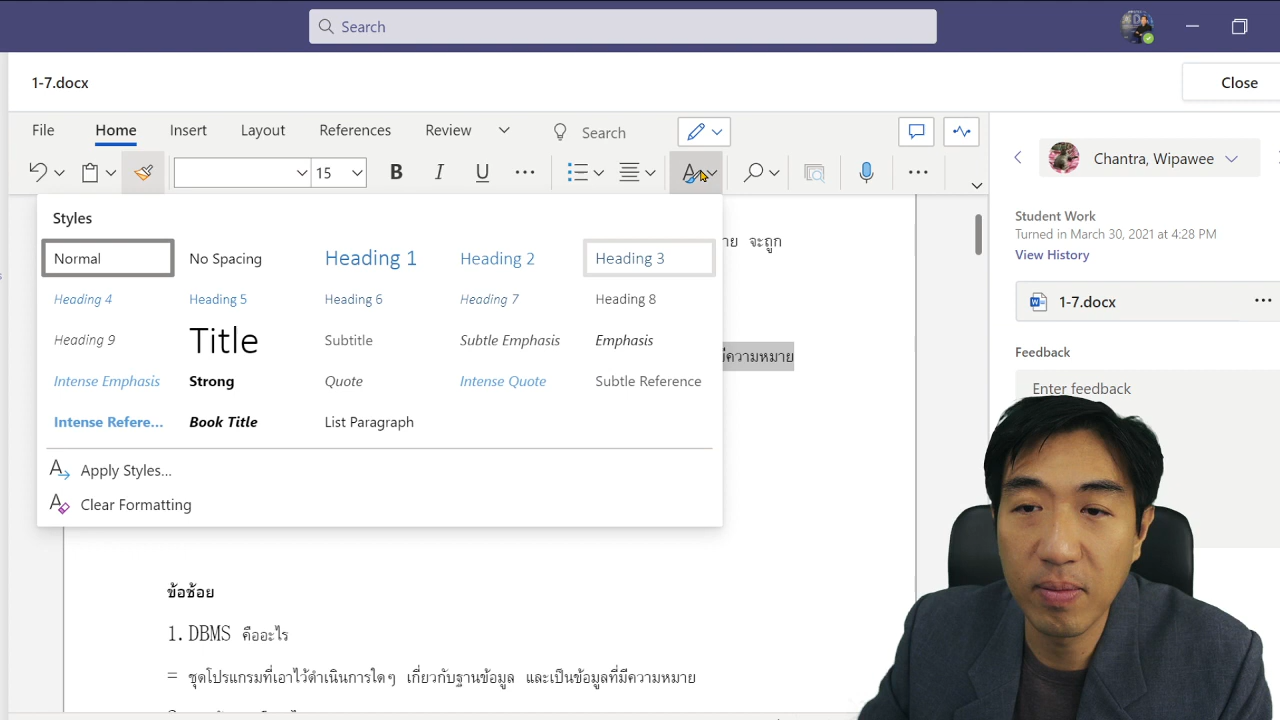 Search
1-7.docx
Close
File Home Insert Layout References Review Search
15 B I U
Styles
Normal No Spacing Heading 1 Heading 2 Heading 3
Heading 4 Heading 5 Heading 6 Heading 7 Heading 8
Heading 9 Title Subtitle Subtle Emphasis Emphasis
Intense Emphasis Strong Quote Intense Quote Subtle Reference
Intense Refere... Book Title List Paragraph
Apply Styles...
Clear Formatting
จะถูก
มีความหมาย
ข้อช้อย
1. DBMS คืออะไร
= ชุดโปรแกรมที่เอาไว้ดำเนินการใดๆ เกี่ยวกับฐานข้อมูล และเป็นข้อมูลที่มีความหมาย
Chantra, Wipawee
Student Work
Turned in March 30, 2021 at 4:28 PM
View History
1-7.docx
Feedback
Enter feedback